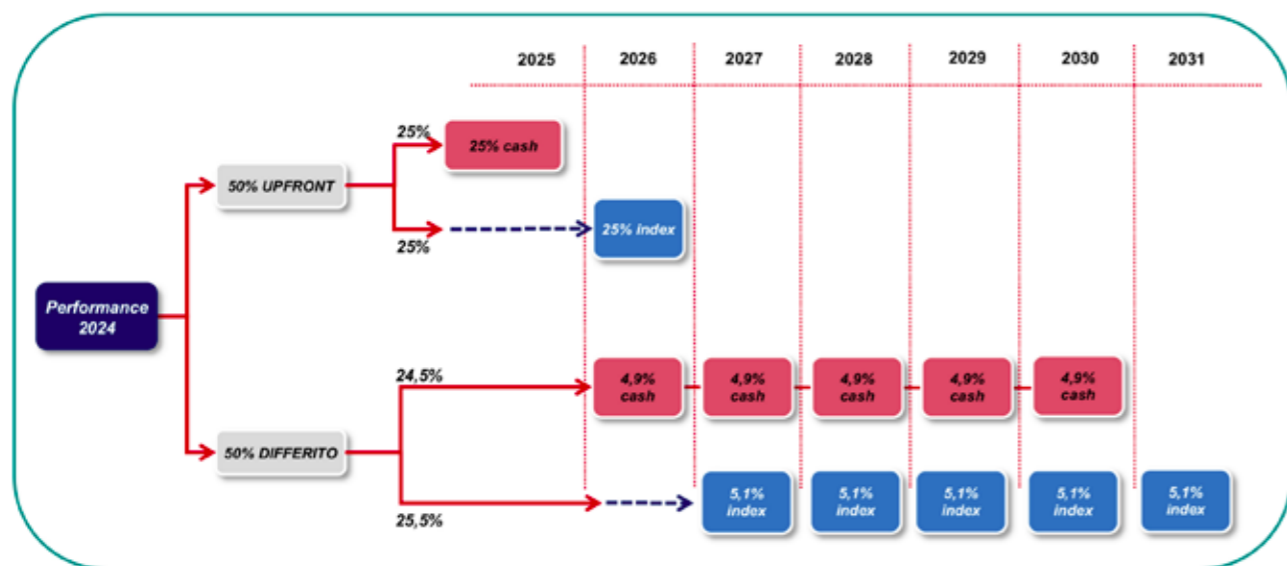 2025 2026 2027 2028 2029 2030 2031
25%
25% cash
50% UPFRONT
25%
25% index
Performance
2024
24,5%
4,9%
cash
4,9%
cash
4,9%
cash
4,9%
cash
4,9%
cash
50% DIFFERITO
25,5%
5,1%
index
5,1%
index
5,1%
index
5,1%
index
5,1%
index